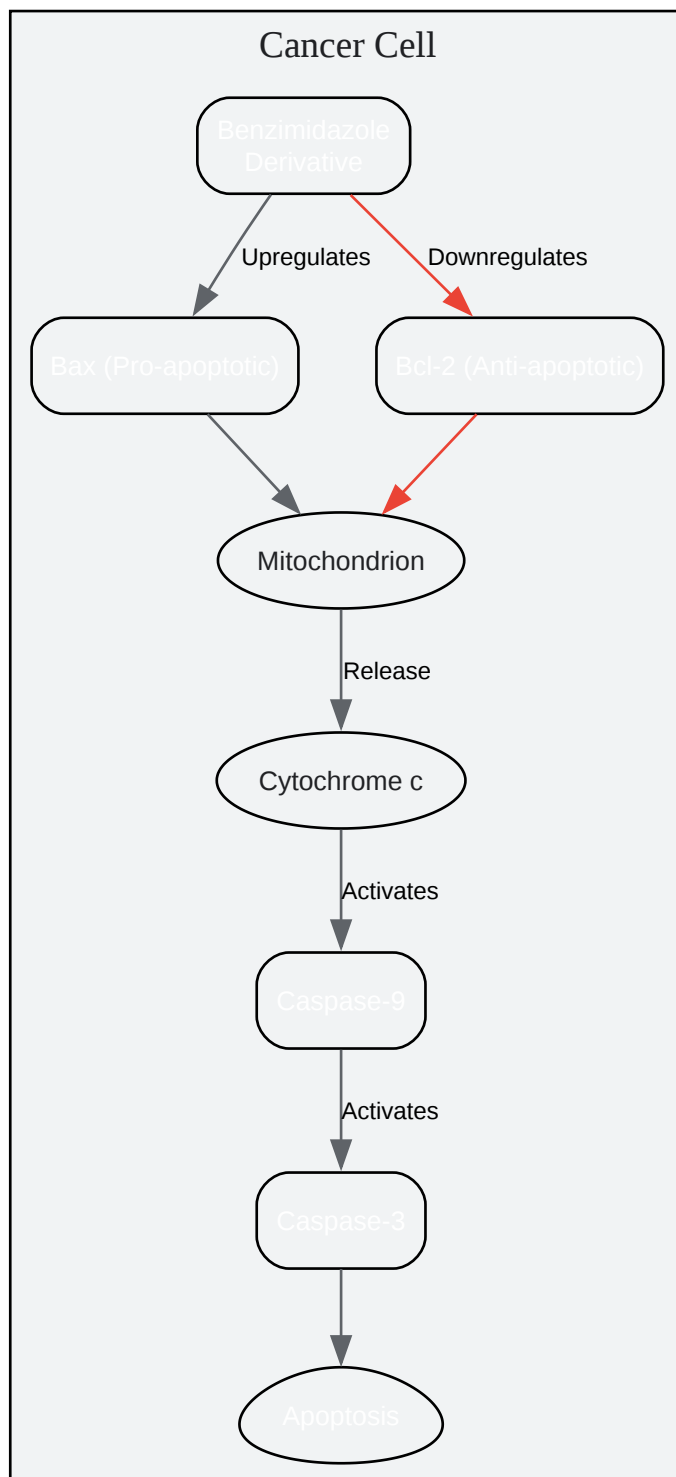 Cancer Cell
Benzimidazole
Derivative
Upregulates
Downregulates
Bax (Pro-apoptotic)
Bcl-2 (Anti-apoptotic)
Mitochondrion
Release
Cytochrome c
Activates
Caspase-9
Activates
Caspase-3
Apoptosis